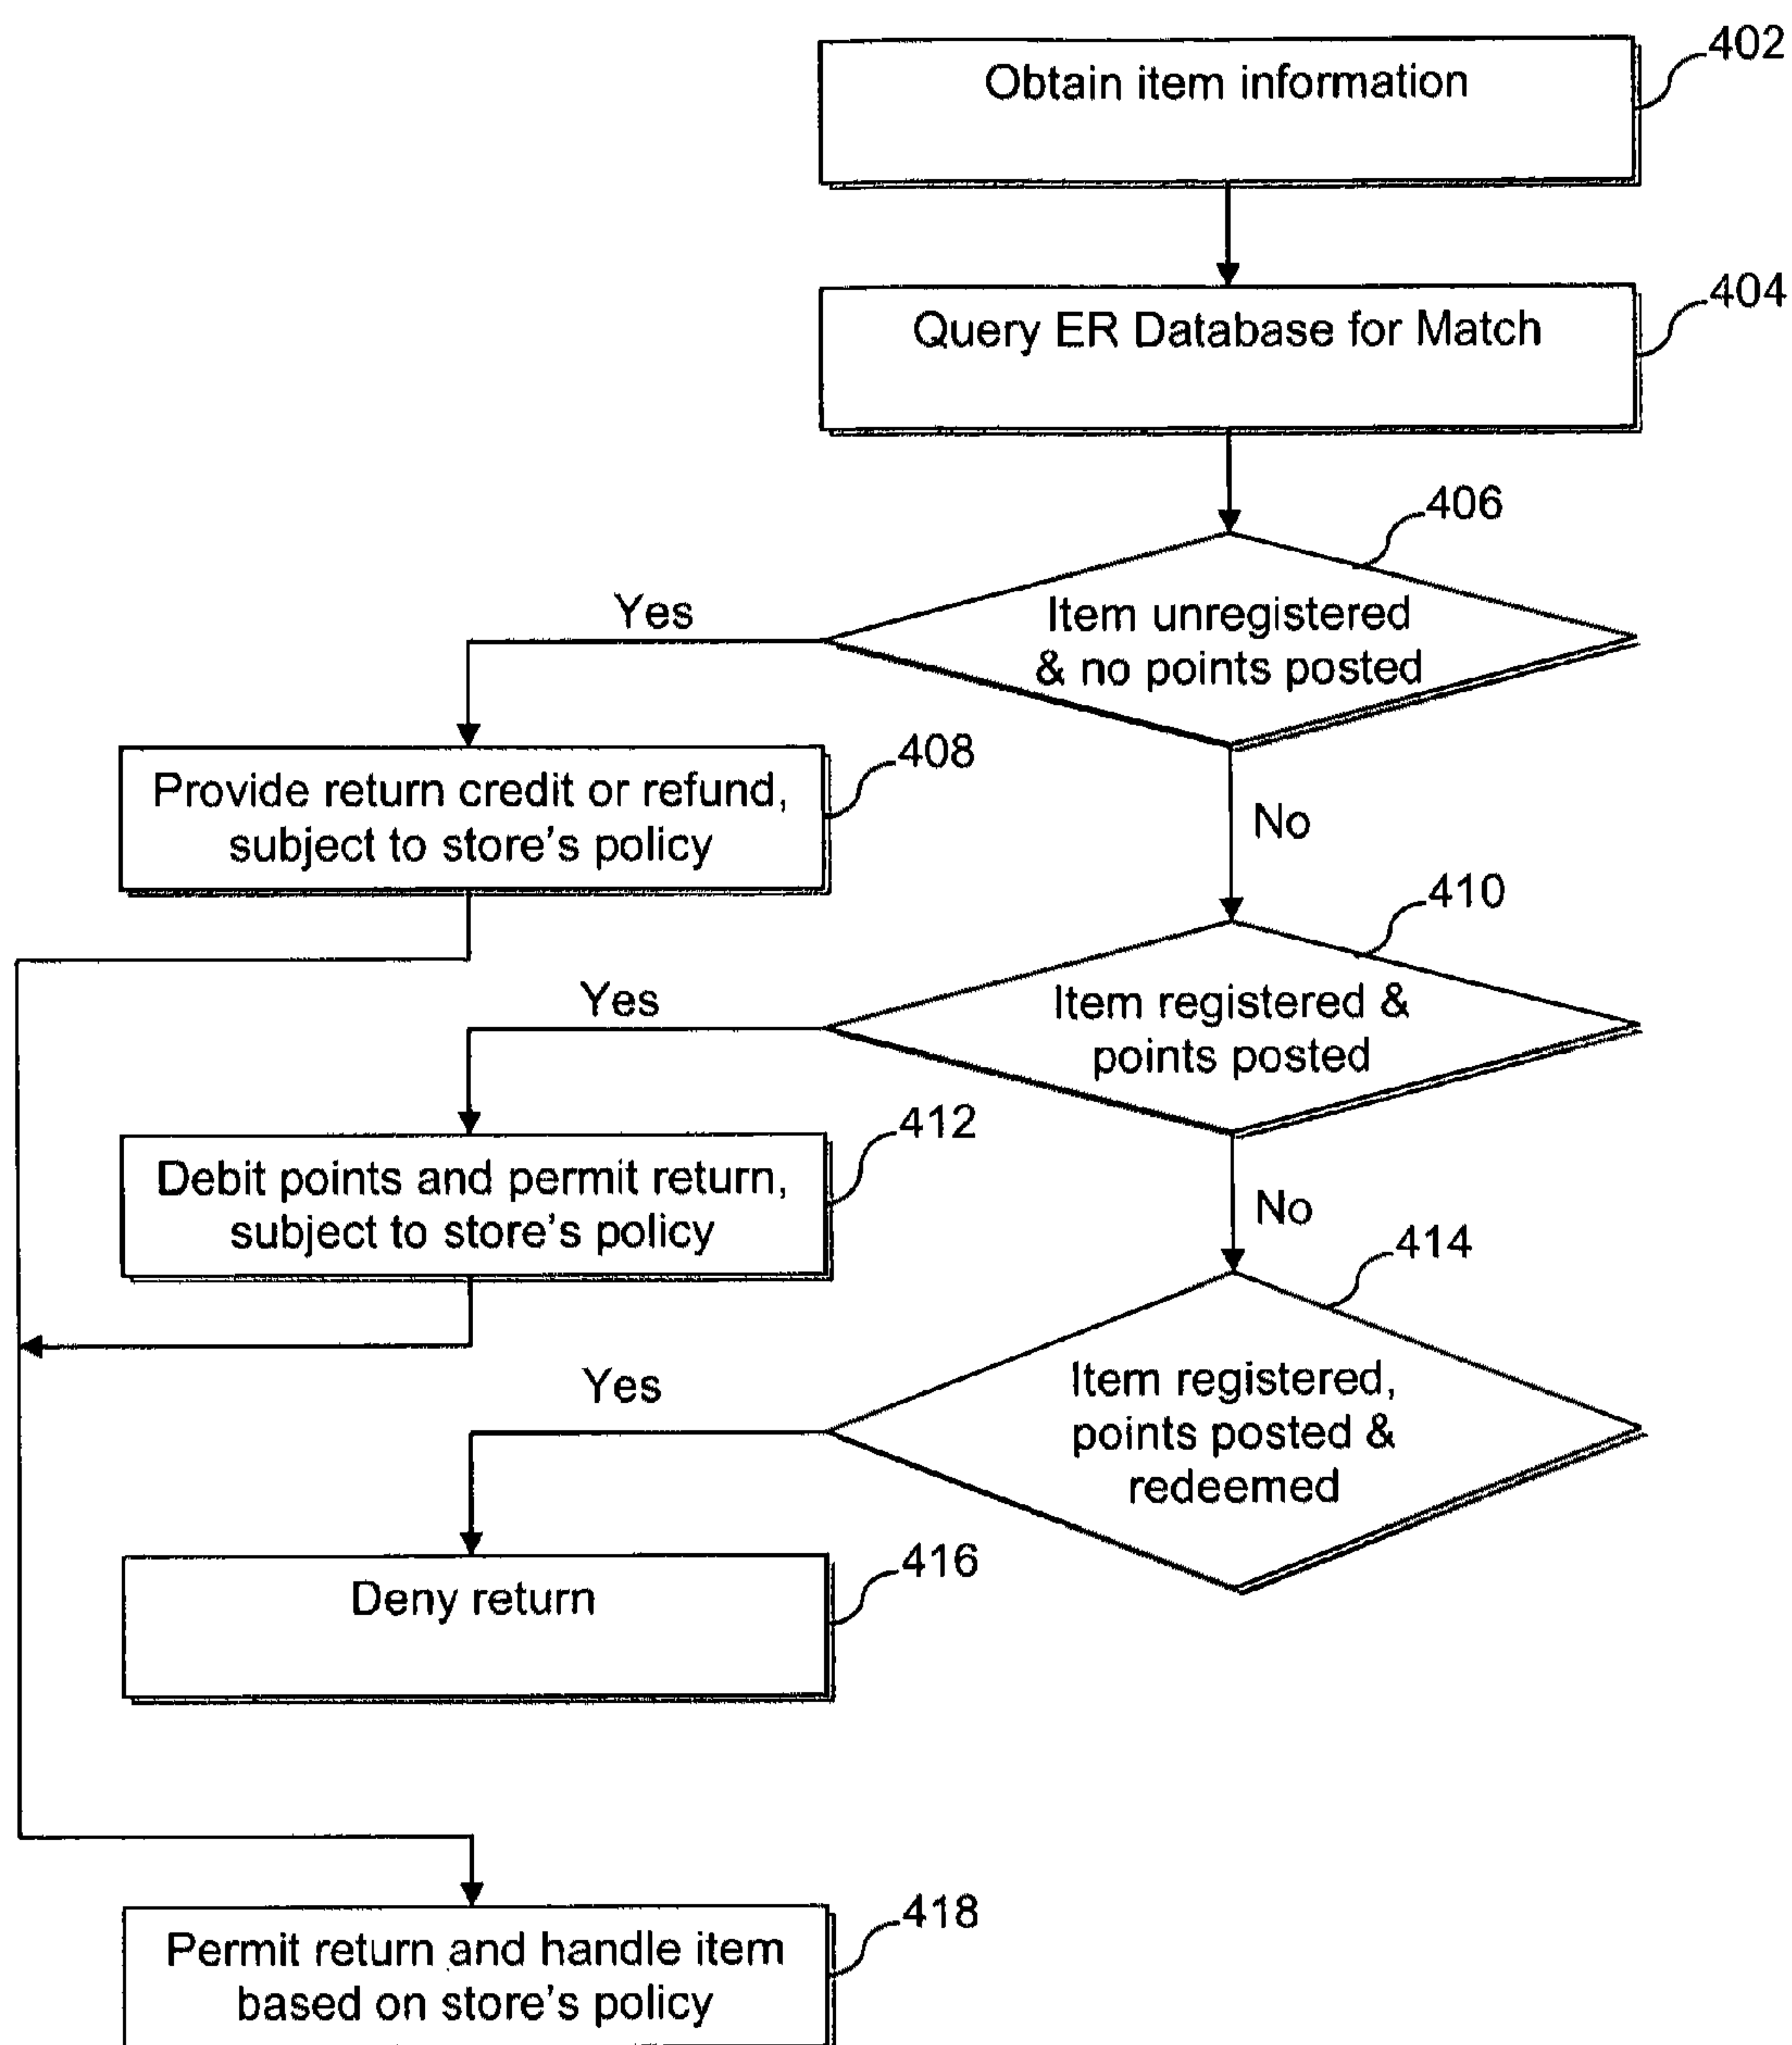 402
Obtain item information
404
Query ER Database for Match
406
Item unregistered
& no points posted
Yes
No
408
Provide return credit or refund,
subject to store's policy
410
Item registered &
points posted
Yes
No
412
Debit points and permit return,
subject to store's policy
414
Item registered,
points posted &
redeemed
Yes
416
Deny return
418
Permit return and handle item
based on store's policy